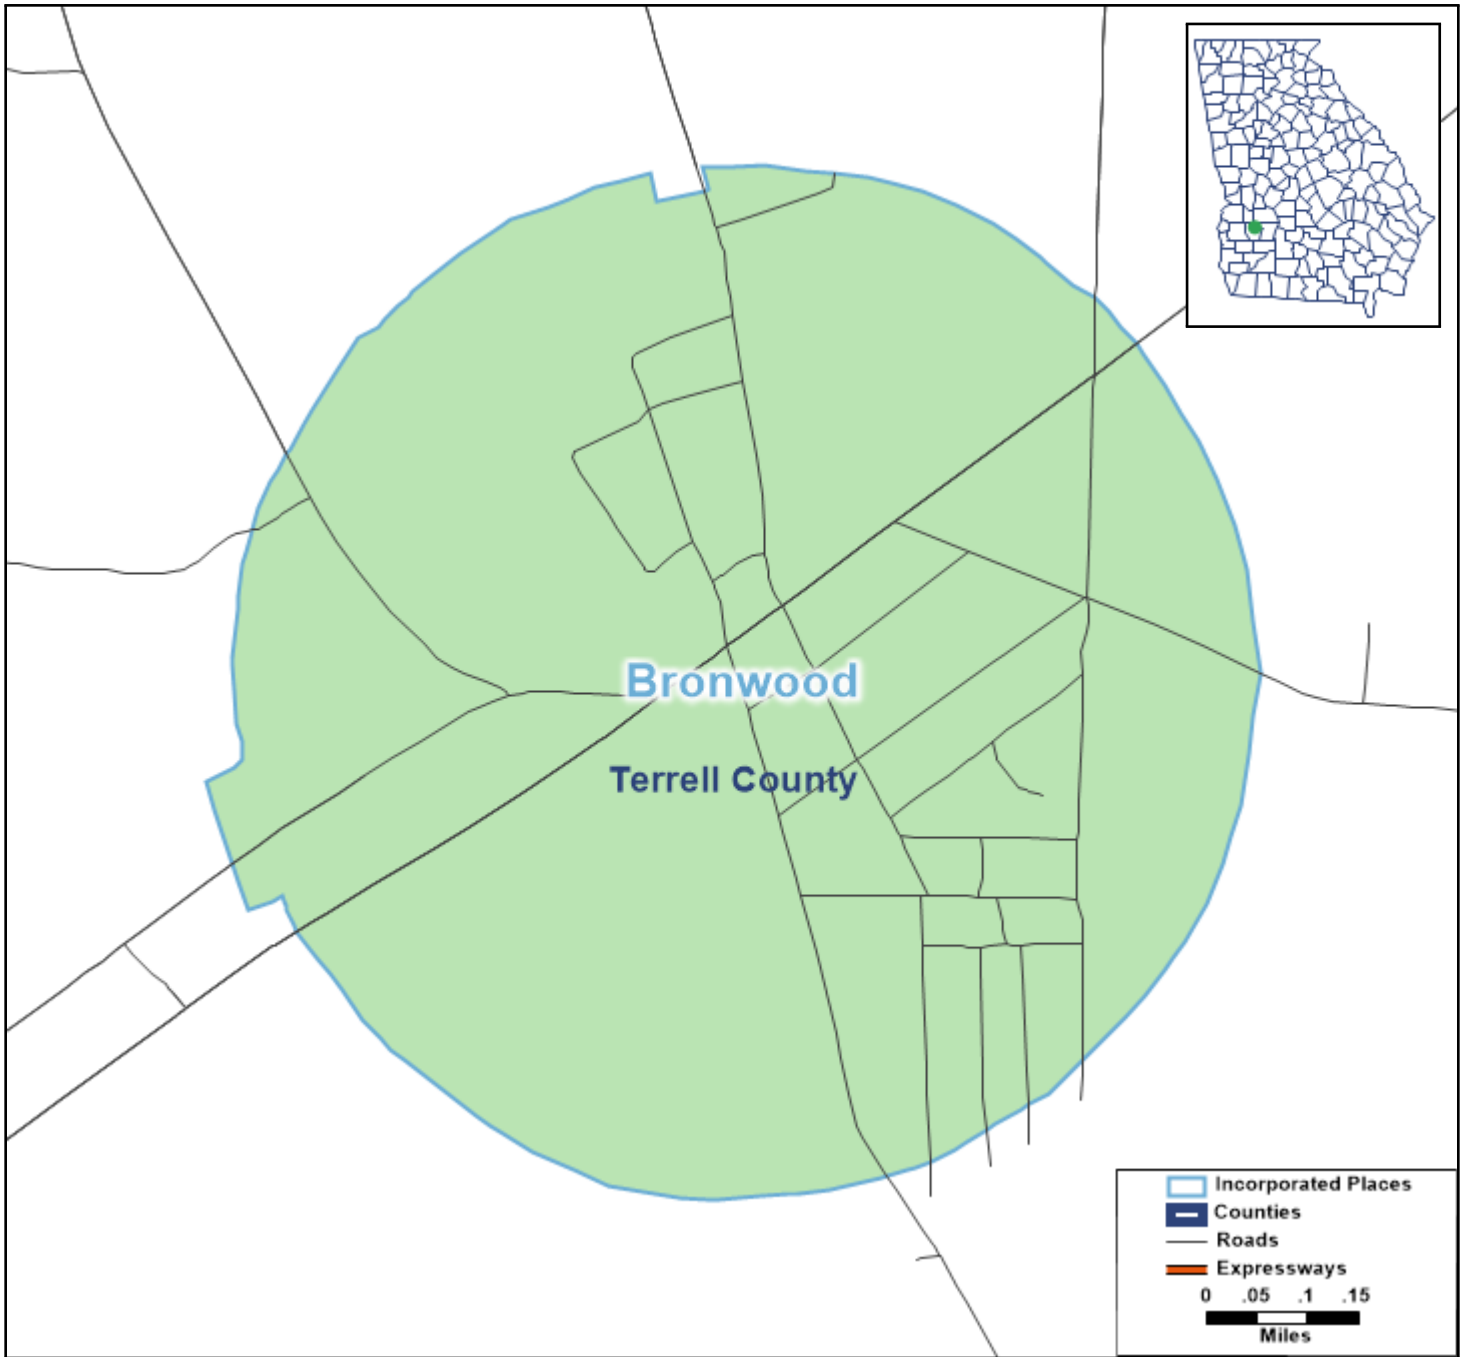 Bronwood
Terrell County
Incorporated Places
Counties
Roads
Expressways
0 .05 .1 .15
Miles